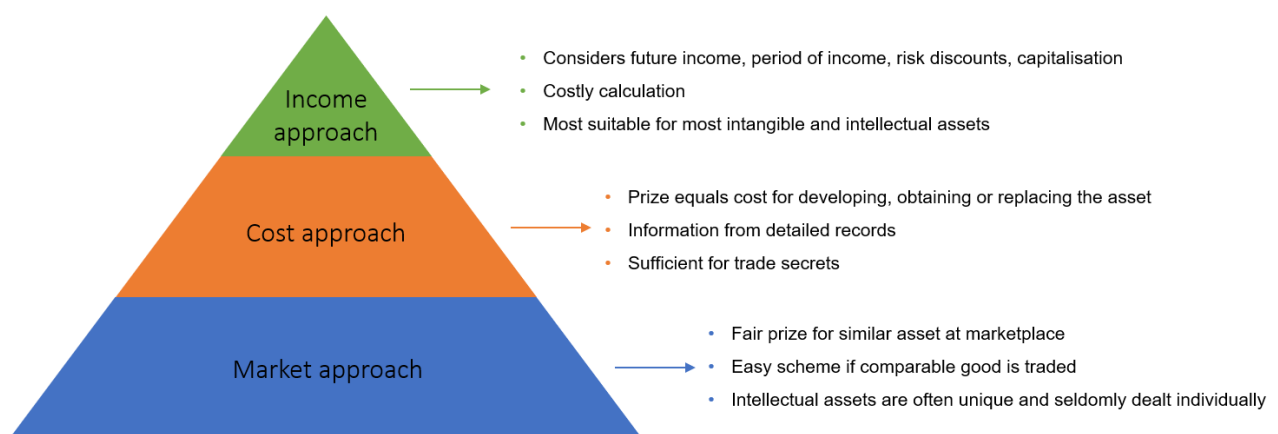 Income
approach
• Considers future income, period of income, risk discounts, capitalisation
• Costly calculation
• Most suitable for most intangible and intellectual assets
Cost approach
• Prize equals cost for developing, obtaining or replacing the asset
• Information from detailed records
• Sufficient for trade secrets
Market approach
• Fair prize for similar asset at marketplace
• Easy scheme if comparable good is traded
• Intellectual assets are often unique and seldomly dealt individually